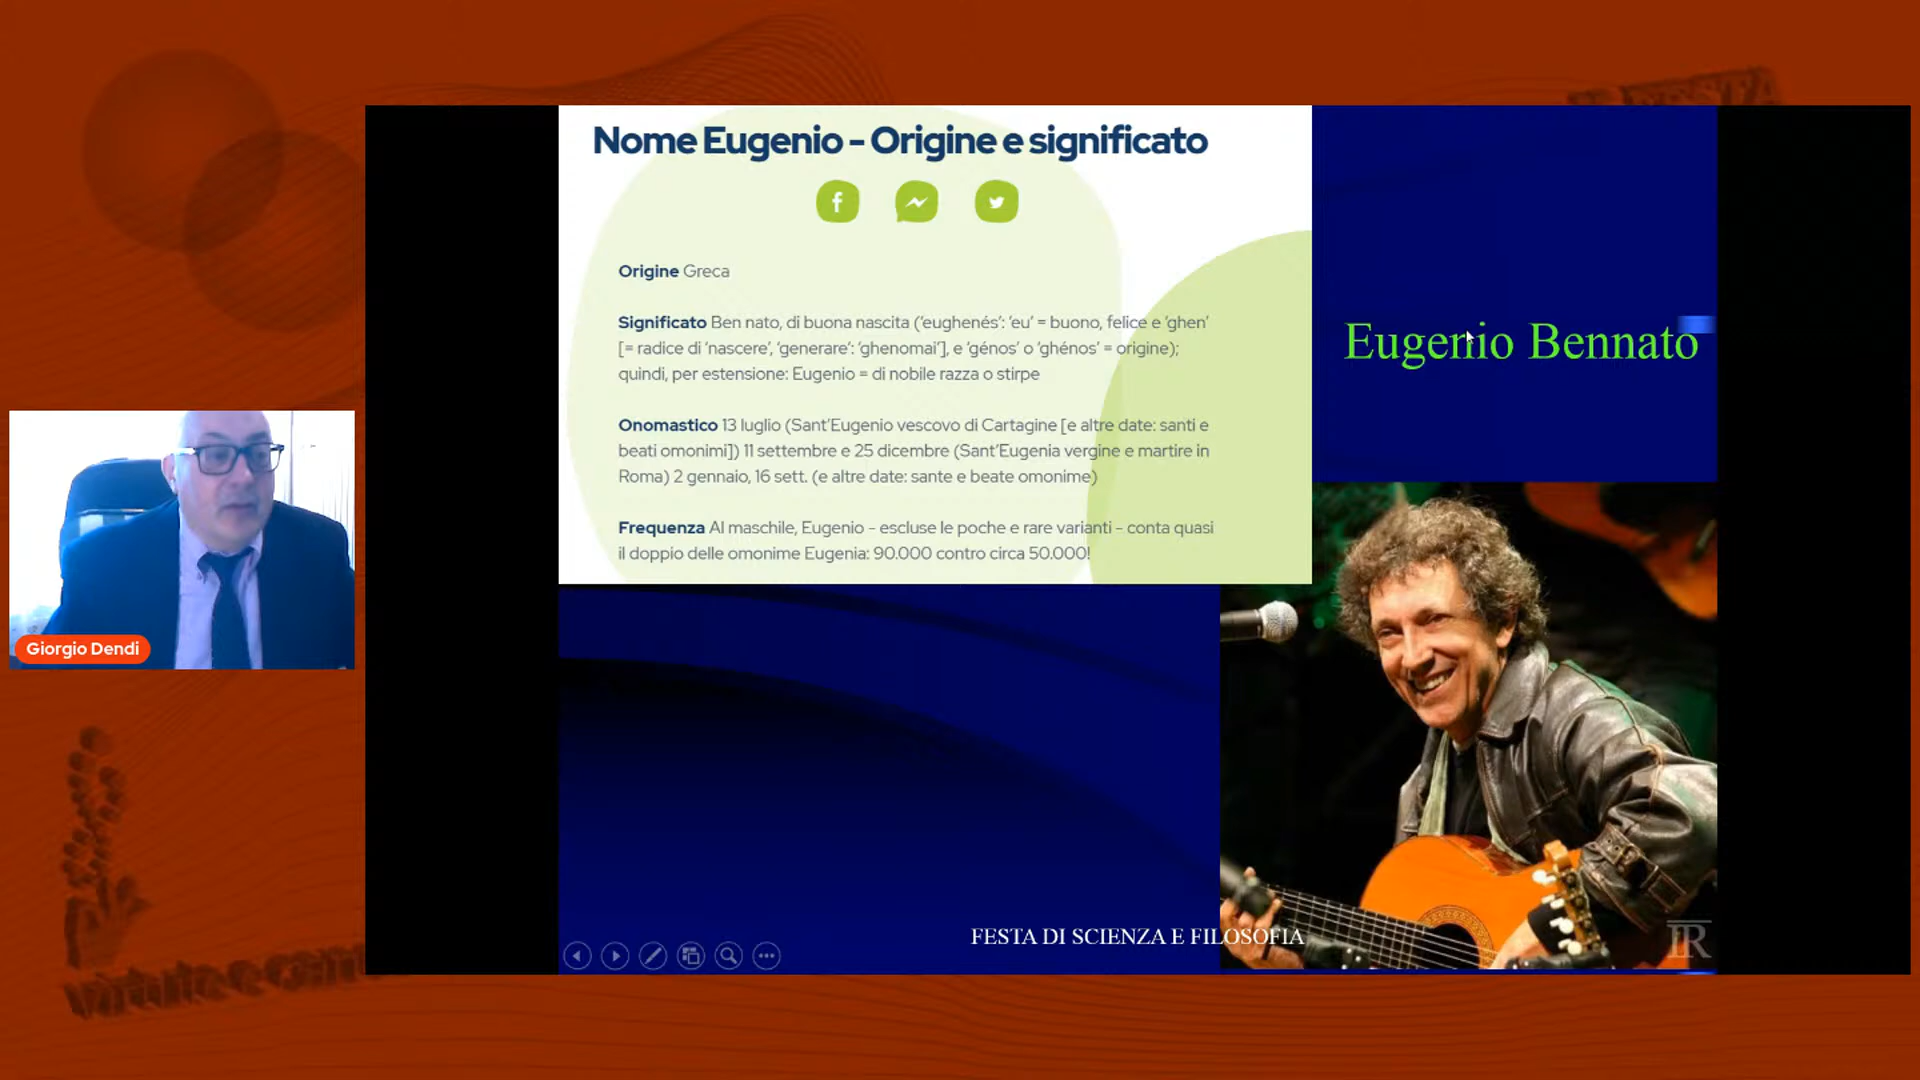 Nome Eugenio - Origine e significato
Origine Greca
Significato Ben nato, di buona nascita ('eughenés': 'eu' = buono, felice e 'ghen'
[= radice di 'nascere', 'generare': 'ghenomai'], e 'génos' o 'ghénos' = origine);
quindi, per estensione: Eugenio = di nobile razza o stirpe
Onomastico 13 luglio (Sant'Eugenio vescovo di Cartagine [e altre date: santi e
beati omonimi]) 11 settembre e 25 dicembre (Sant'Eugenia vergine e martire in
Roma) 2 gennaio, 16 sett. (e altre date: sante e beate omonime)
Frequenza Al maschile, Eugenio - escluse le poche e rare varianti - conta quasi
il doppio delle omonime Eugenia: 90.000 contro circa 50.000!
Eugenio Bennato
Giorgio Dendi
FESTA DI SCIENZA E FILOSOFIA